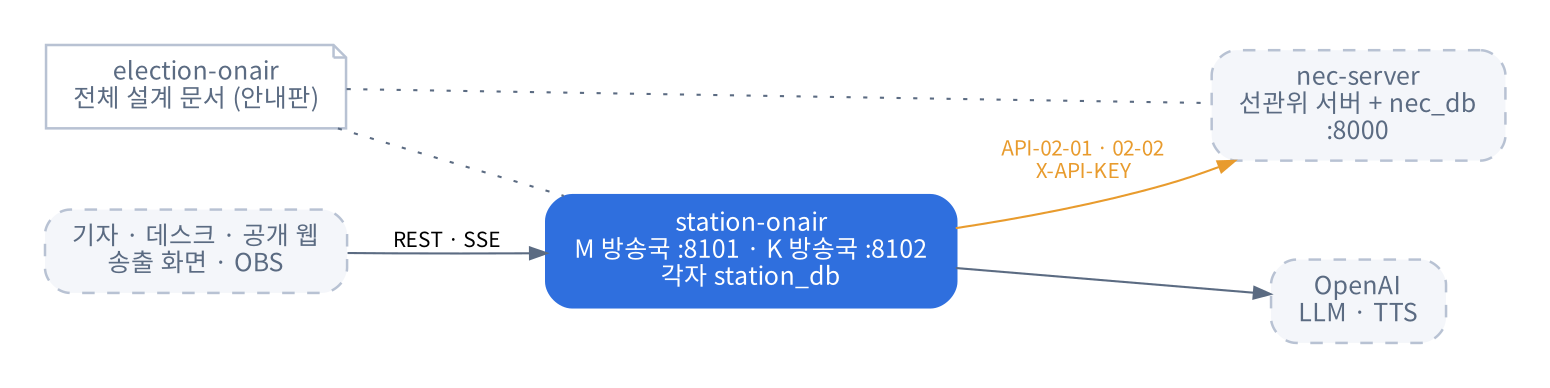 election-onair
전체 설계 문서 (안내판)
nec-server
선관위 서버 + nec_db
:8000
API-02-01 · 02-02
X-API-KEY
기자 · 데스크 · 공개 웹
송출 화면 · OBS
REST · SSE
station-onair
M 방송국 :8101 · K 방송국 :8102
각자 station_db
OpenAI
LLM · TTS